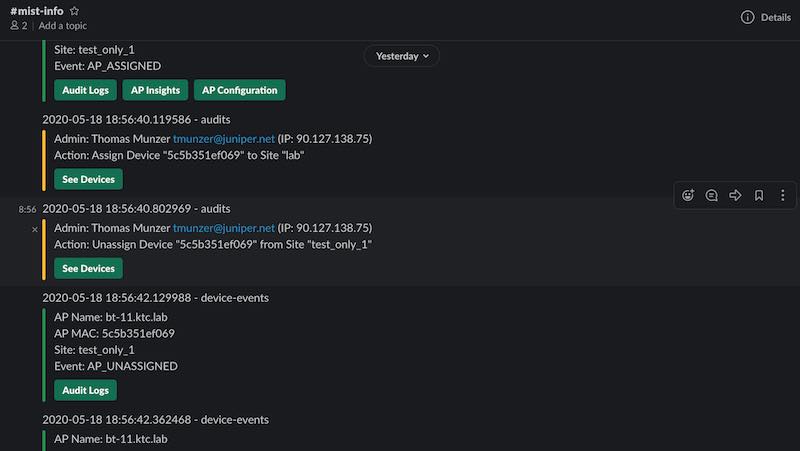 #mist-info
2 | Add a topic
Details
Yesterday
Site: test_only_1
Event: AP_ASSIGNED
Audit Logs AP Insights AP Configuration
2020-05-18 18:56:40.119586 - audits
Admin: Thomas Munzer tmunzer@juniper.net (IP: 90.127.138.75)
Action: Assign Device "5c5b351ef069" to Site "lab"
See Devices
8:56 2020-05-18 18:56:40.802969 - audits
Admin: Thomas Munzer tmunzer@juniper.net (IP: 90.127.138.75)
Action: Unassign Device "5c5b351ef069" from Site "test_only_1"
See Devices
2020-05-18 18:56:42.129988 - device-events
AP Name: bt-11.ktc.lab
AP MAC: 5c5b351ef069
Site: test_only_1
Event: AP_UNASSIGNED
Audit Logs
2020-05-18 18:56:42.362468 - device-events
AP Name: bt-11.ktc.lab